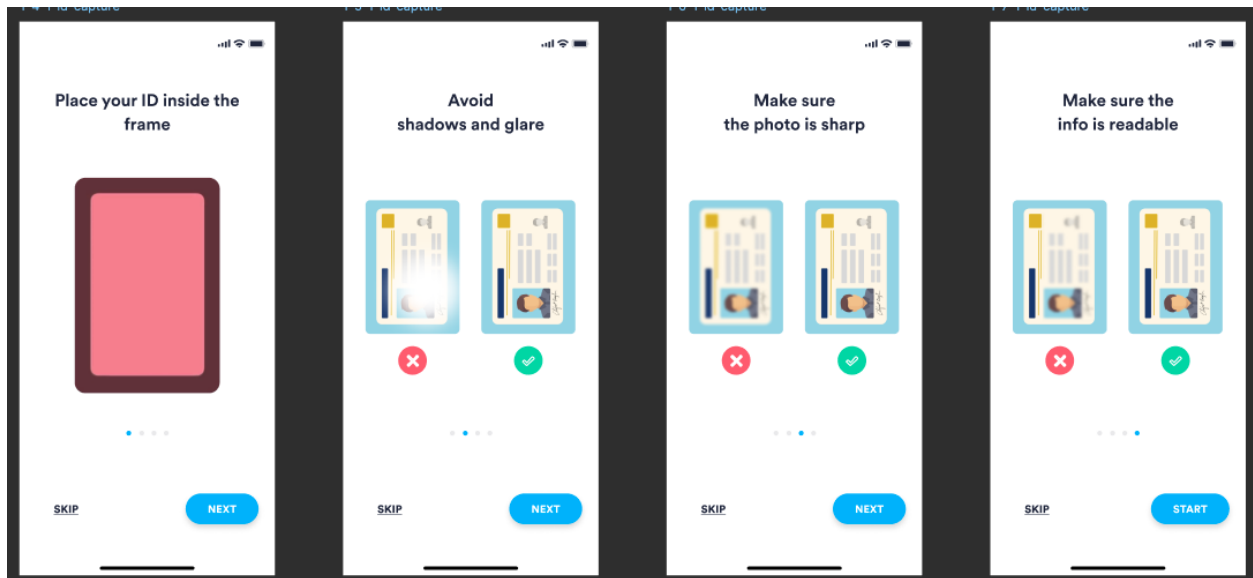 Place your ID inside the
frame
SKIP
NEXT
Avoid
shadows and glare
SKIP
NEXT
Make sure
the photo is sharp
SKIP
NEXT
Make sure the
info is readable
SKIP
START